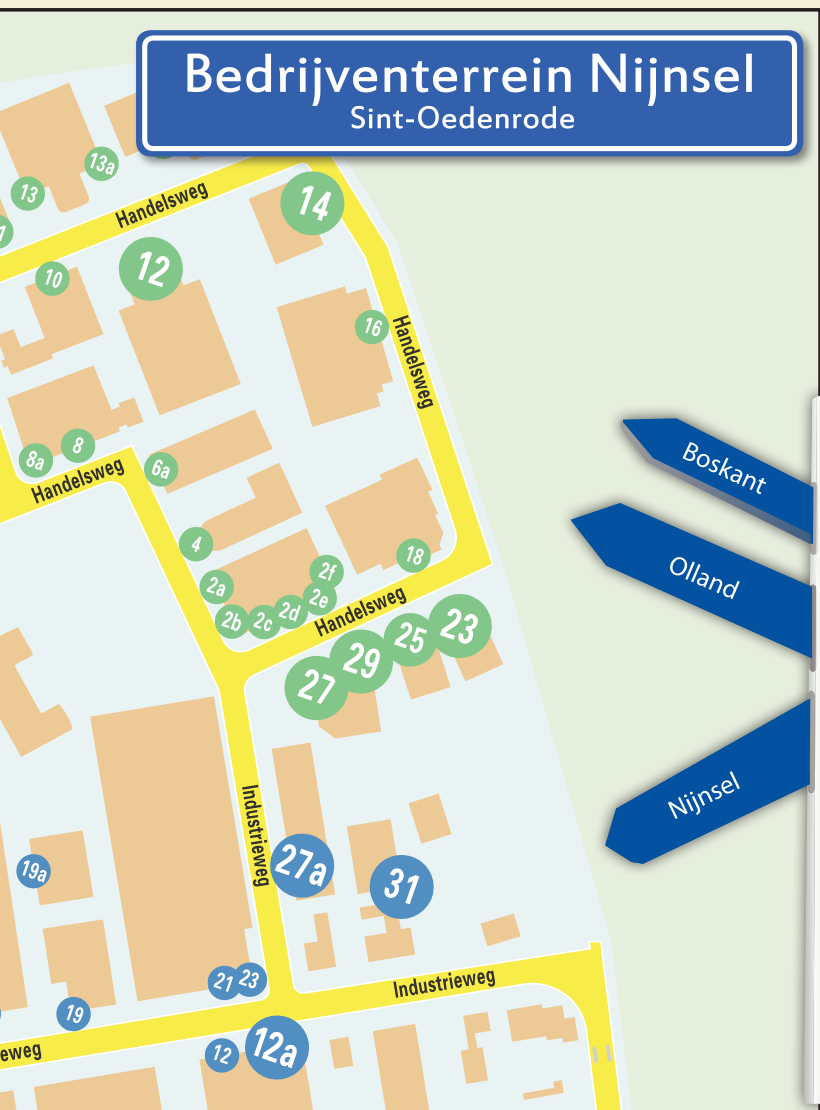 Bedrijventerrein Nijnsel
Sint-Oedenrode
13a
13
Handelsweg
14
12
10
16
Handelsweg
Boskant
8
8a
6a
Handelsweg
Olland
4
18
2f
2a
2e
2d
2c
2b
Handelsweg
23
25
29
27
Nijnsel
Industrieweg
27a
19a
31
21
23
Industrieweg
19
12
12a
eweg